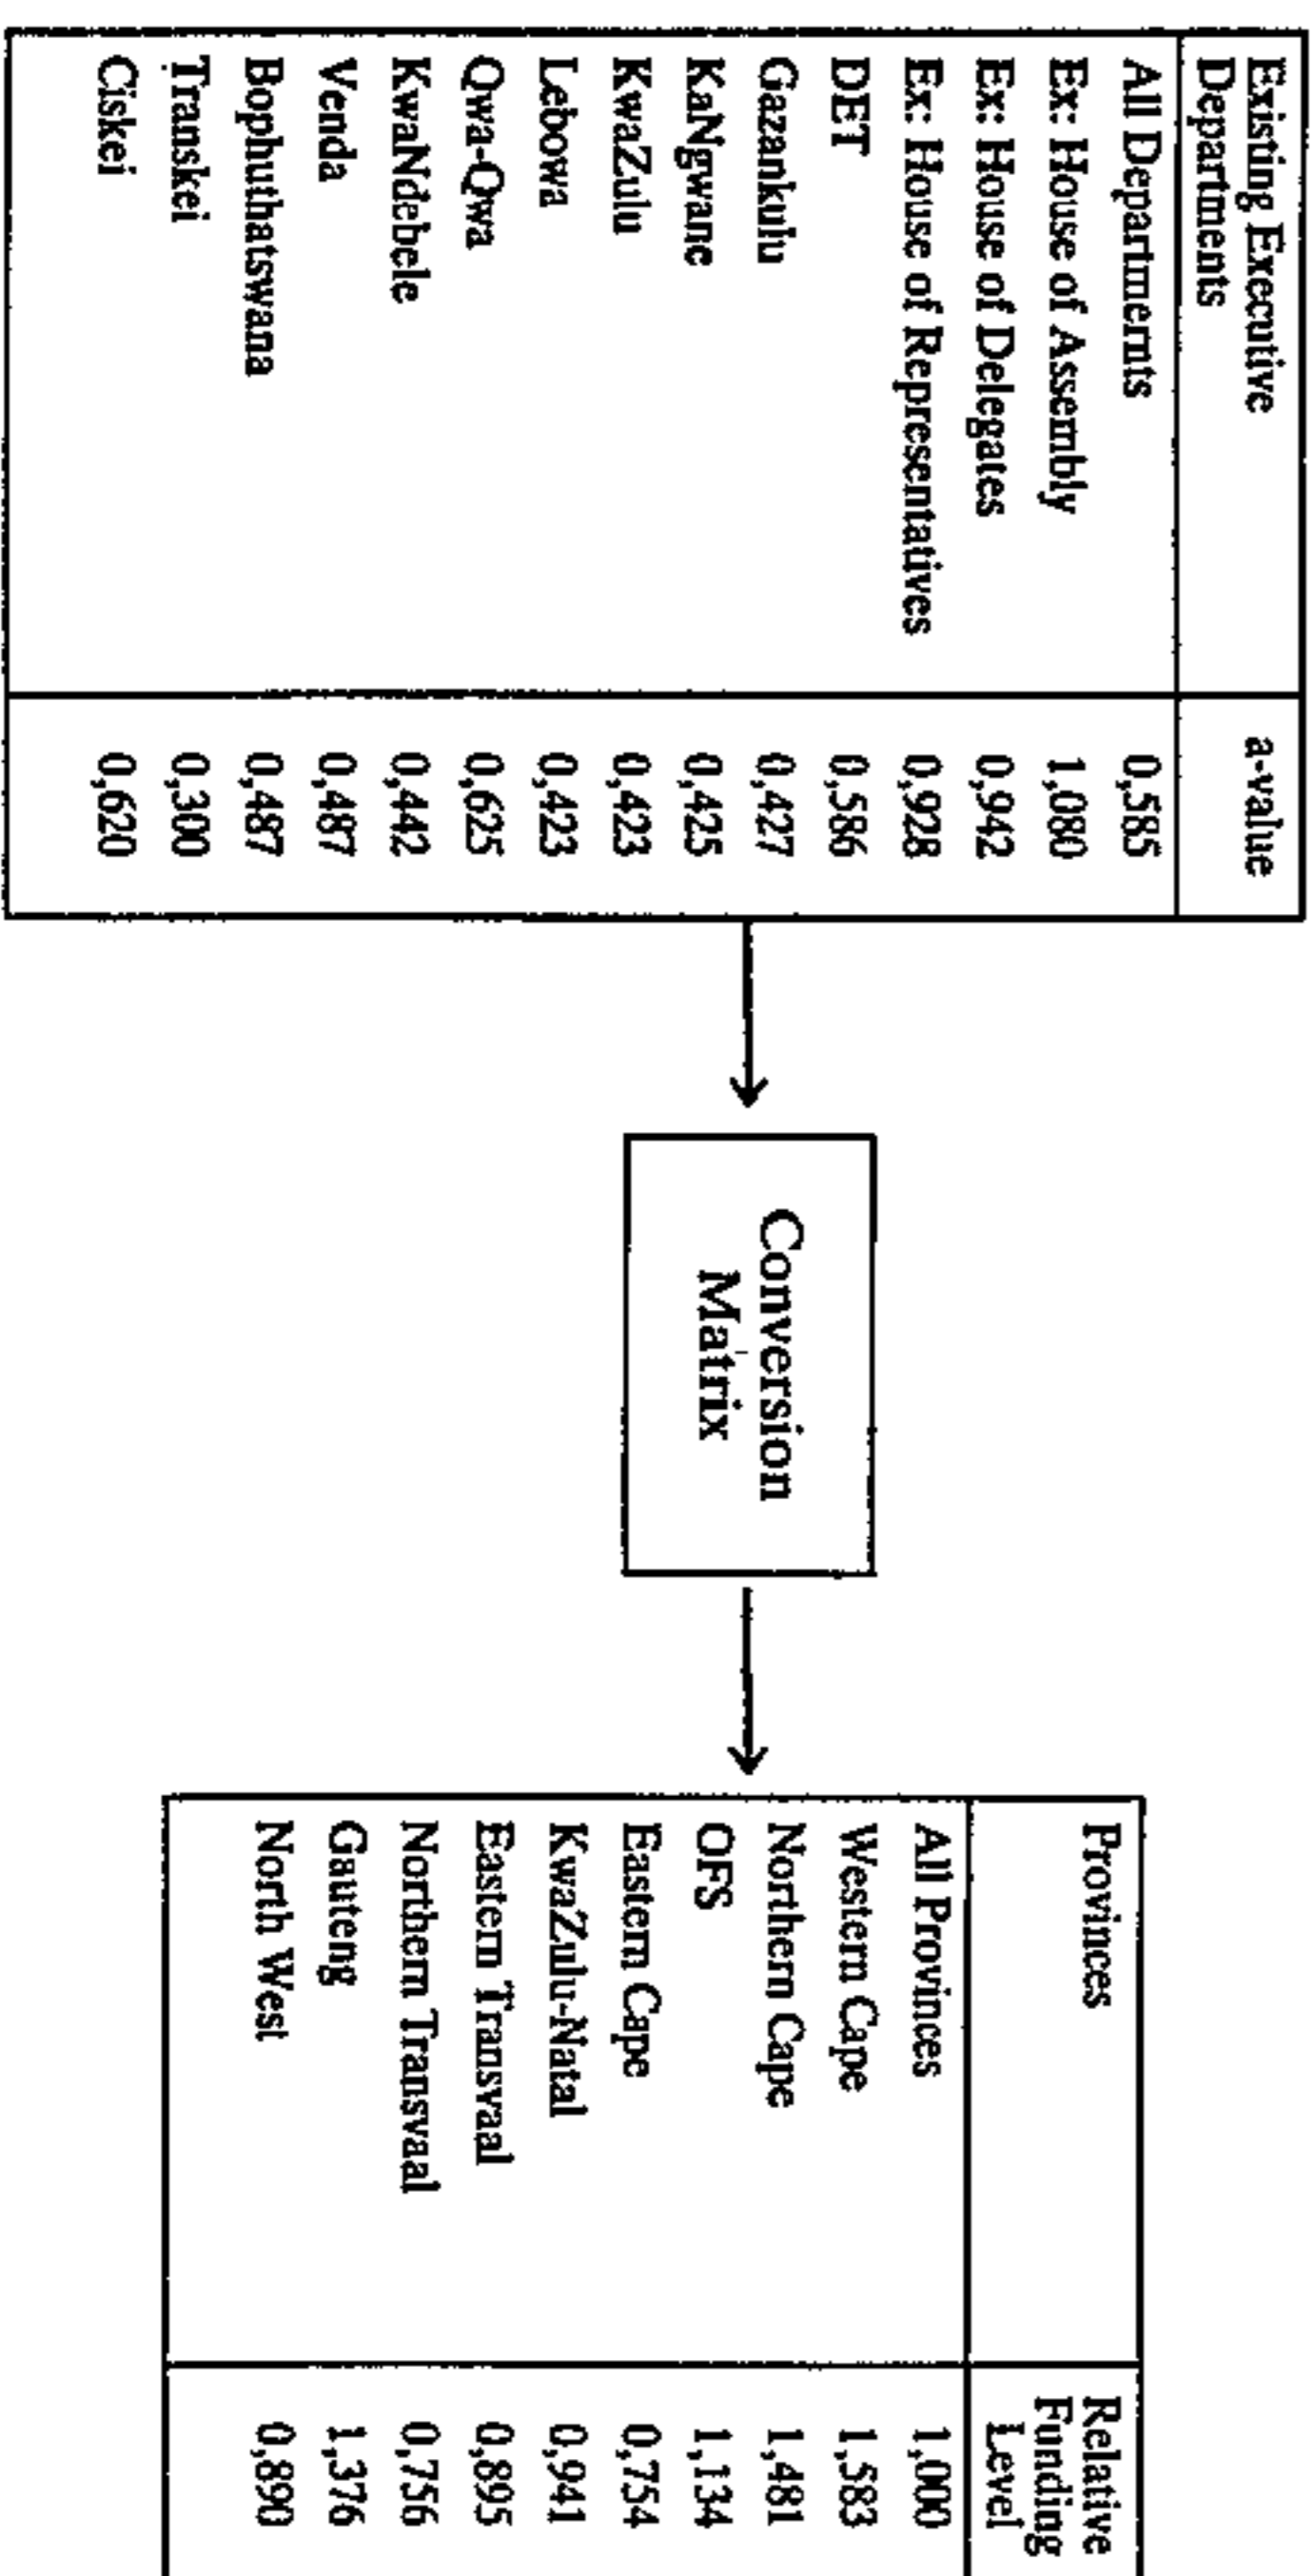 Existing Executive
Departments
a-value
All Departments 0,585
Ex: House of Assembly 1,080
Ex: House of Delegates 0,942
Ex: House of Representatives 0,928
DET 0,586
Gazankulu 0,427
KaNgwane 0,425
KwaZulu 0,423
Lebowa 0,423
Qwa-Qwa 0,625
KwaNdebele 0,442
Venda 0,487
Bophuthatswana 0,487
Transkei 0,300
Ciskei 0,620
Conversion
Matrix
Provinces
Relative
Funding
Level
All Provinces 1,000
Western Cape 1,583
Northern Cape 1,481
OFS 1,134
Eastern Cape 0,754
KwaZulu-Natal 0,941
Eastern Transvaal 0,895
Northern Transvaal 0,756
Gauteng 1,376
North West 0,890